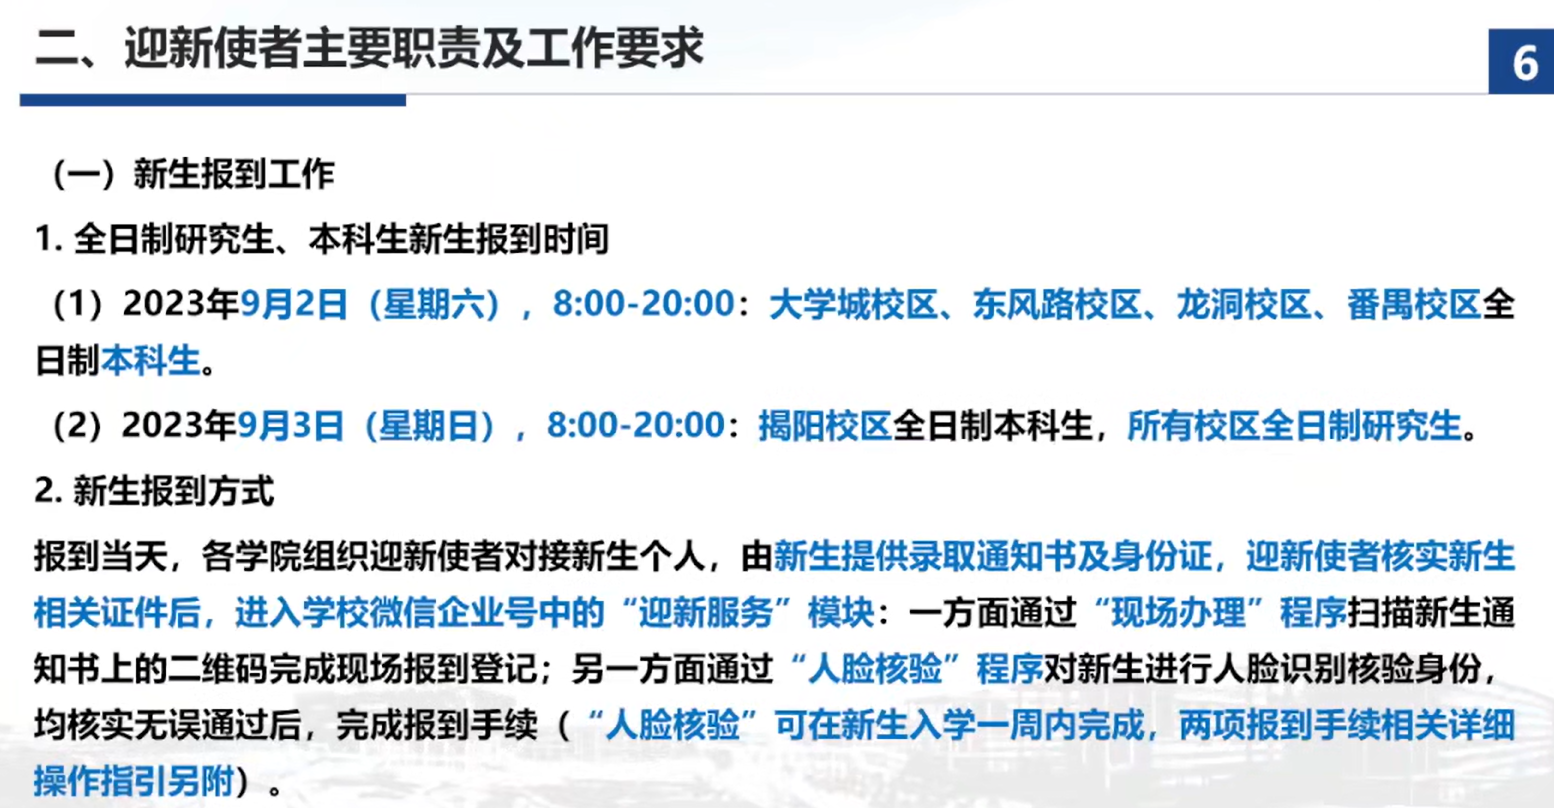 二、迎新使者主要职责及工作要求
6
（一）新生报到工作
1. 全日制研究生、本科生新生报到时间
（1）2023年9月2日（星期六），8:00-20:00：大学城校区、东风路校区、龙洞校区、番禺校区全
日制本科生。
（2）2023年9月3日（星期日），8:00-20:00：揭阳校区全日制本科生，所有校区全日制研究生。
2. 新生报到方式
报到当天，各学院组织迎新使者对接新生个人，由新生提供录取通知书及身份证，迎新使者核实新生
相关证件后，进入学校微信企业号中的“迎新服务”模块：一方面通过“现场办理”程序扫描新生通
知书上的二维码完成现场报到登记；另一方面通过“人脸核验”程序对新生进行人脸识别核验身份，
均核实无误通过后，完成报到手续（“人脸核验”可在新生入学一周内完成，两项报到手续相关详细
操作指引另附）。